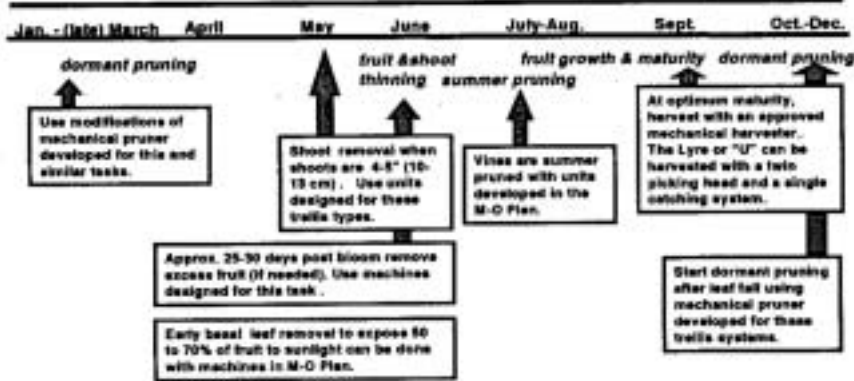 Jan. - (late) March April May June July-Aug. Sept. Oct.-Dec.
dormant pruning
fruit & shoot
thinning
summer pruning
fruit growth & maturity
dormant pruning
Use modifications of
mechanical pruner
developed for this and
similar tasks.
Shoot removal when
shoots are 4-5" (10-
13 cm). Use units
designed for these
trellis types.
Vines are summer
pruned with units
developed in the
M-O Plan.
At optimum maturity,
harvest with an approved
mechanical harvester.
The Lyre or "U" can be
harvested with a twin
picking head and a single
catching system.
Approx. 25-30 days post bloom remove
excess fruit (if needed). Use machines
designed for this task.
Start dormant pruning
after leaf fall using
mechanical pruner
developed for these
trellis systems.
Early basal leaf removal to expose 50
to 70% of fruit to sunlight can be done
with machines in M-O Plan.